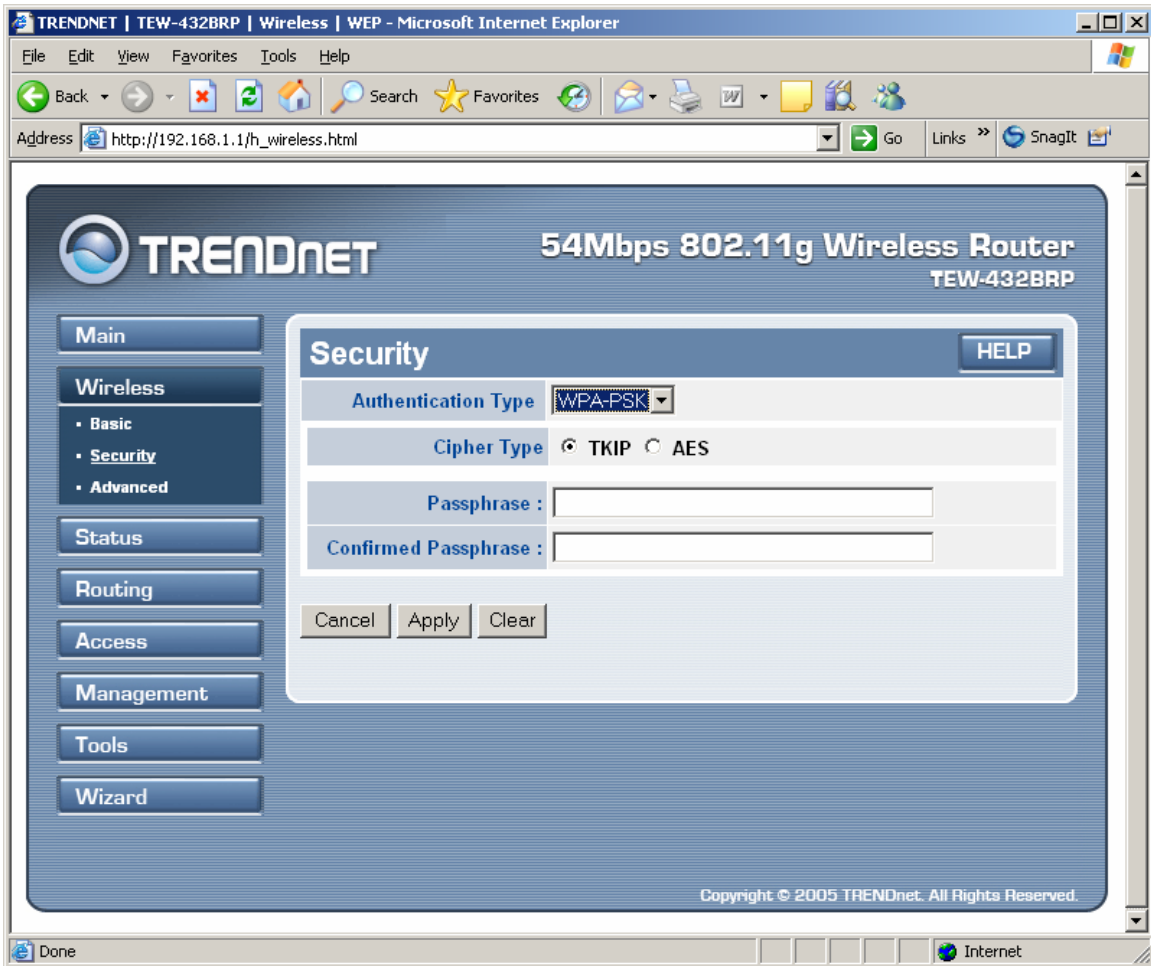 TRENDNET | TEW-432BRP | Wireless | WEP - Microsoft Internet Explorer
File Edit View Favorites Tools Help
Back Search Favorites
Address http://192.168.1.1/h_wireless.html Go Links » SnagIt
TRENDNET
54Mbps 802.11g Wireless Router
TEW-432BRP
Main
Wireless
• Basic
• Security
• Advanced
Status
Routing
Access
Management
Tools
Wizard
Security HELP
Authentication Type WPA-PSK
Cipher Type TKIP AES
Passphrase :
Confirmed Passphrase :
Cancel Apply Clear
Copyright © 2005 TRENDnet. All Rights Reserved.
Done Internet